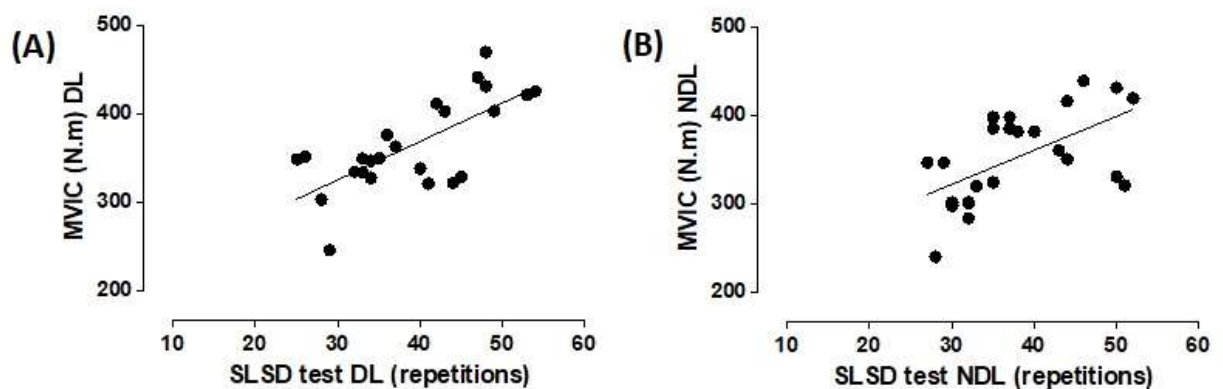 (A)
MVIC (N.m) DL
500
400
300
200
10 20 30 40 50 60
SLSD test DL (repetitions)
(B)
MVIC (N.m) NDL
500
400
300
200
10 20 30 40 50 60
SLSD test NDL (repetitions)